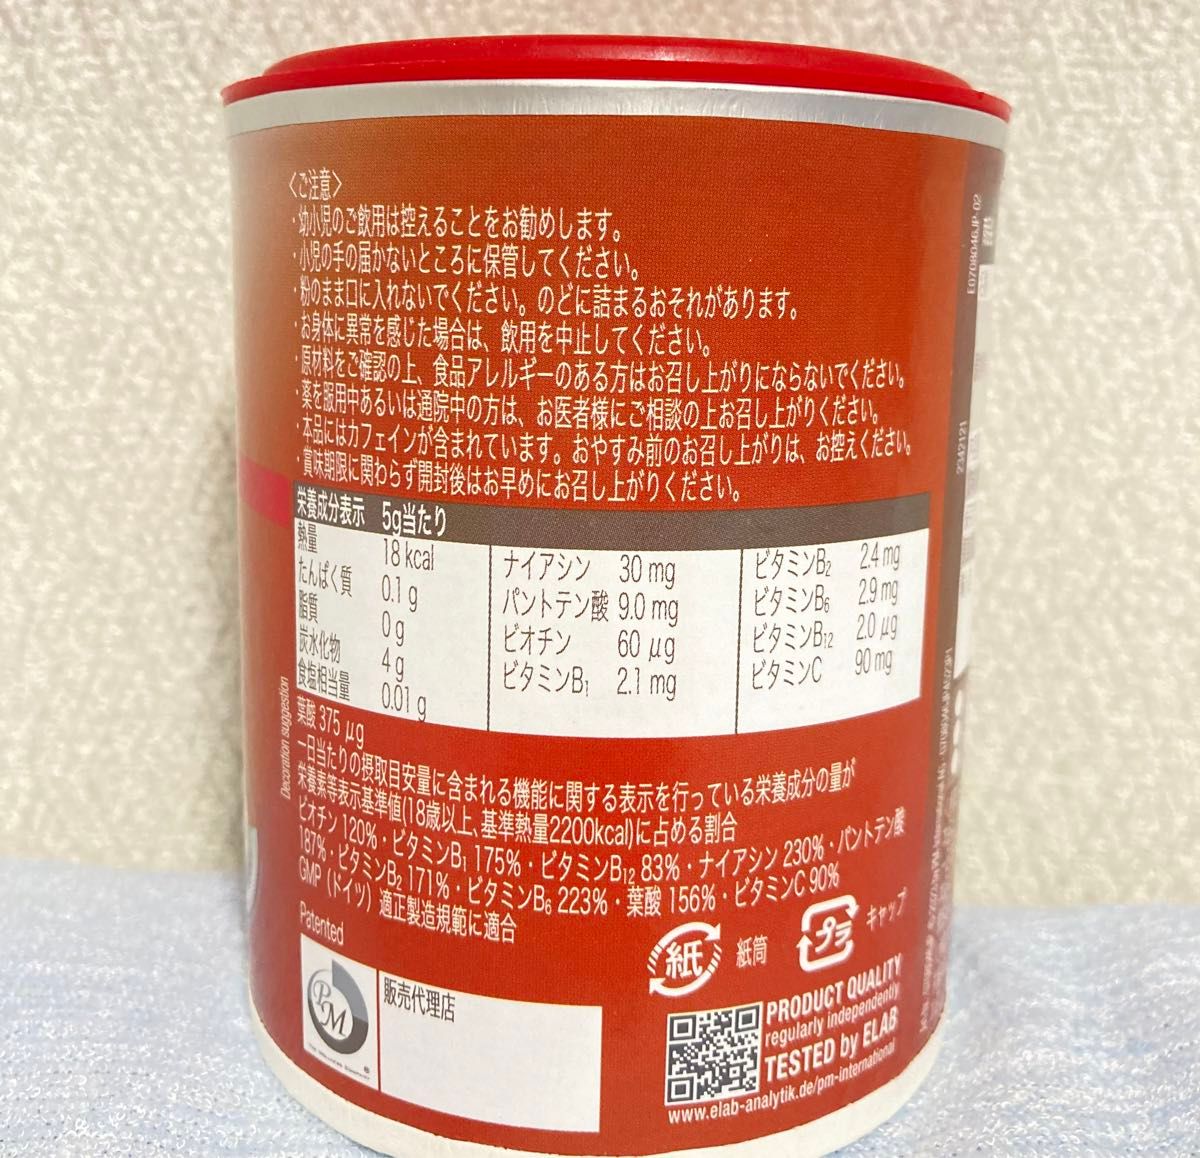 〈ご注意〉
・幼小児のご飲用は控えることをお勧めします。
・小児の手の届かないところに保管してください。
・粉のまま口に入れないでください。のどに詰まるおそれがあります。
・お身体に異常を感じた場合は、飲用を中止してください。
・原材料をご確認の上、食品アレルギーのある方はお召し上がりにならないでください。
・薬を服用中あるいは通院中の方は、お医者様にご相談の上お召し上がりください。
・本品にはカフェインが含まれています。おやすみ前のお召し上がりは、お控えください。
・賞味期限に関わらず開封後はお早めにお召し上がりください。
栄養成分表示 5g当たり
熱量 18 kcal
たんぱく質 0.1 g
脂質 0 g
炭水化物 4 g
食塩相当量 0.01 g
ナイアシン 30 mg
パントテン酸 9.0 mg
ビオチン 60 μg
ビタミンB₁ 2.1 mg
ビタミンB₂ 2.4 mg
ビタミンB₆ 2.9 mg
ビタミンB₁₂ 2.0 μg
ビタミンC 90 mg
葉酸 375 μg
一日当たりの摂取目安量に含まれる機能に関する表示を行っている栄養成分の量が
栄養素等表示基準値(18歳以上、基準熱量2200kcal)に占める割合
ビオチン 120%・ビタミンB₁ 175%・ビタミンB₁₂ 83%・ナイアシン 230%・パントテン酸
187%・ビタミンB₂ 171%・ビタミンB₆ 223%・葉酸 156%・ビタミンC 90%
GMP（ドイツ）適正製造規範に適合
Decoration suggestion
Patented
PM
販売代理店
紙
紙筒
プラ
キャップ
PRODUCT QUALITY
regularly independently
TESTED by ELAB
www.elab-analytik.de/pm-international
E0708046JP-02
2342121